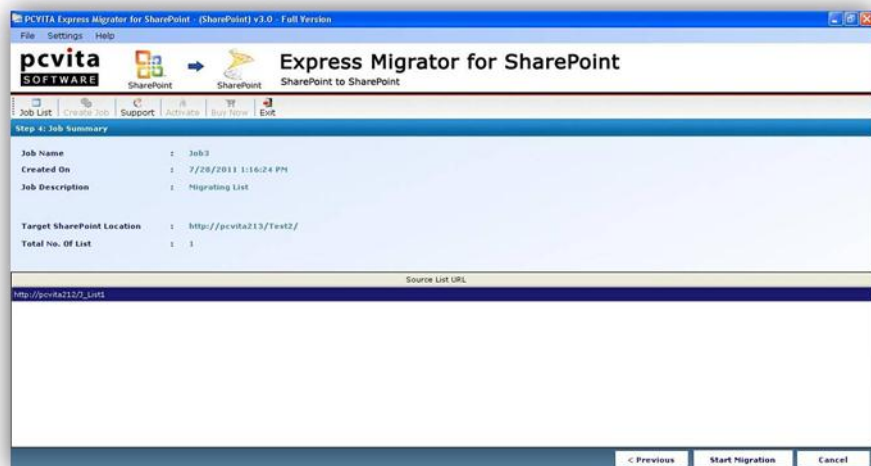 PCVITA Express Migrator for SharePoint - (SharePoint) v3.0 - Full Version
File Settings Help
pcvita
SOFTWARE
SharePoint
SharePoint
Express Migrator for SharePoint
SharePoint to SharePoint
Job List Create Job Support Activate Buy Now Exit
Step 4: Job Summary
Job Name : Job3
Created On : 7/28/2011 1:16:24 PM
Job Description : Migrating List
Target SharePoint Location : http://pcvita213/Test2/
Total No. Of List : 1
Source List URL
http://pcvita212/J_List1
< Previous Start Migration Cancel